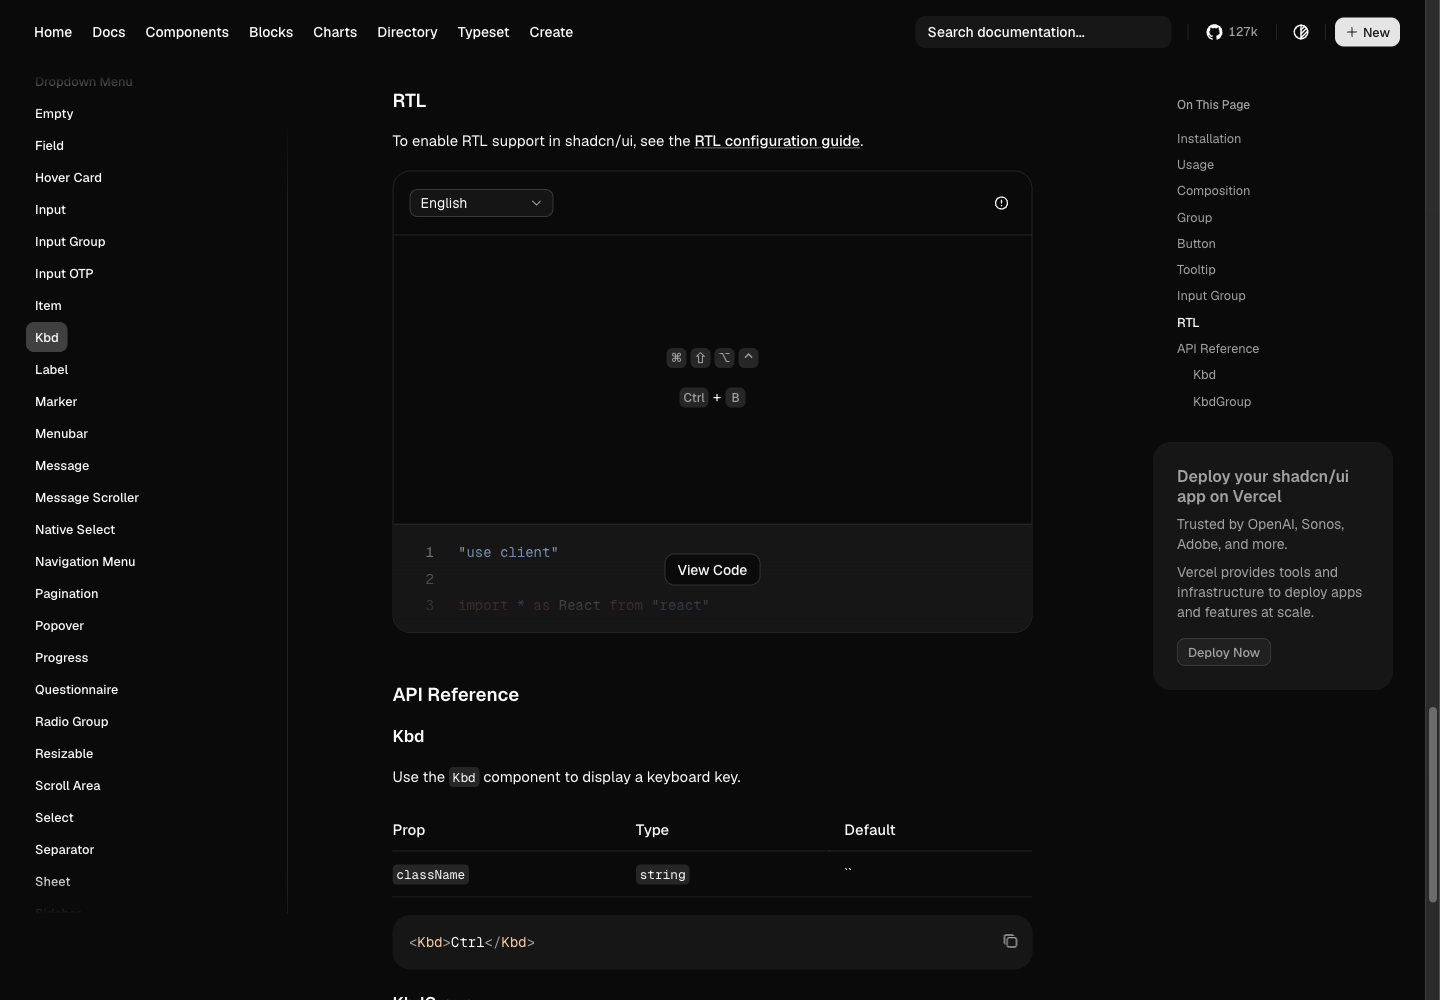 Home Docs Components Blocks Charts Directory Typeset Create
Search documentation...
127k
New
Dropdown Menu
Empty
Field
Hover Card
Input
Input Group
Input OTP
Item
Kbd
Label
Marker
Menubar
Message
Message Scroller
Native Select
Navigation Menu
Pagination
Popover
Progress
Questionnaire
Radio Group
Resizable
Scroll Area
Select
Separator
Sheet
Sidebar
RTL
To enable RTL support in shadcn/ui, see the RTL configuration guide.
English
⌘ ⇧ ⌥ ⌃
Ctrl + B
1 "use client"
2
3 import * as React from "react"
View Code
API Reference
Kbd
Use the Kbd component to display a keyboard key.
Prop Type Default
className string ``
<Kbd>Ctrl</Kbd>
KbdGroup
On This Page
Installation
Usage
Composition
Group
Button
Tooltip
Input Group
RTL
API Reference
Kbd
KbdGroup
Deploy your shadcn/ui
app on Vercel
Trusted by OpenAI, Sonos,
Adobe, and more.
Vercel provides tools and
infrastructure to deploy apps
and features at scale.
Deploy Now